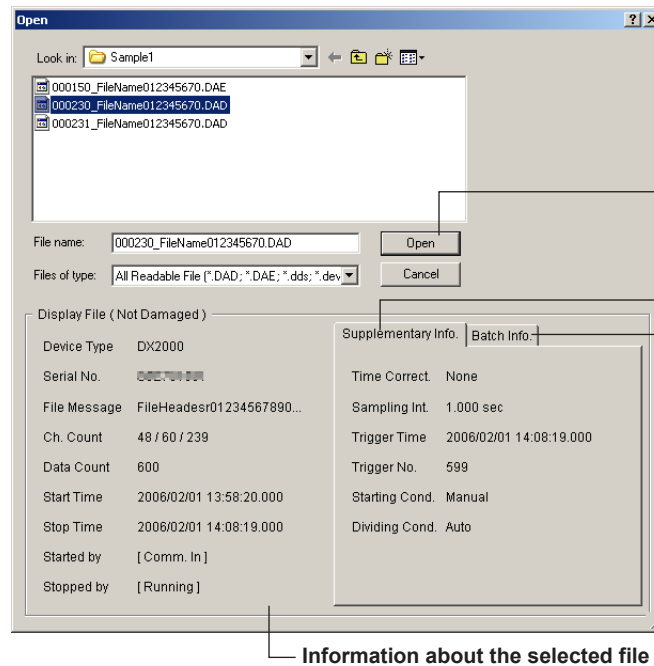 Open
Look in: Sample1
000150_FileName012345670.DAE
000230_FileName012345670.DAD
000231_FileName012345670.DAD
File name: 000230_FileName012345670.DAD Open
Files of type: All Readable File (*.DAD; *.DAE; *.dds; *.dev Cancel
Display File ( Not Damaged )
Device Type DX2000
Serial No.
File Message FileHeadesr01234567890...
Ch. Count 48 / 60 / 239
Data Count 600
Start Time 2006/02/01 13:58:20.000
Stop Time 2006/02/01 14:08:19.000
Started by [ Comm. In ]
Stopped by [ Running ]
Supplementary Info. Batch Info.
Time Correct. None
Sampling Int. 1.000 sec
Trigger Time 2006/02/01 14:08:19.000
Trigger No. 599
Starting Cond. Manual
Dividing Cond. Auto
Information about the selected file